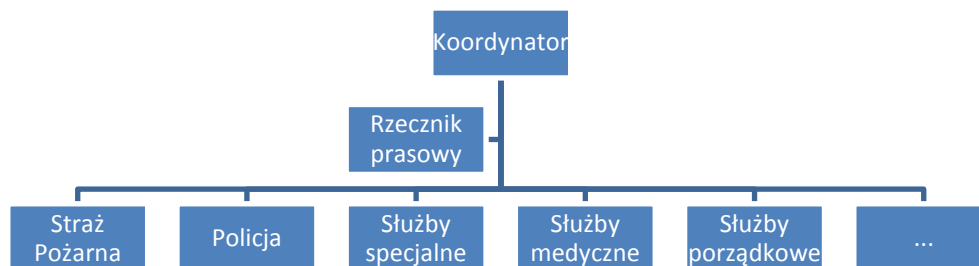 Koordynator
Rzecznik
prasowy
Straż
Pożarna
Policja
Służby
specjalne
Służby
medyczne
Służby
porządkowe
...